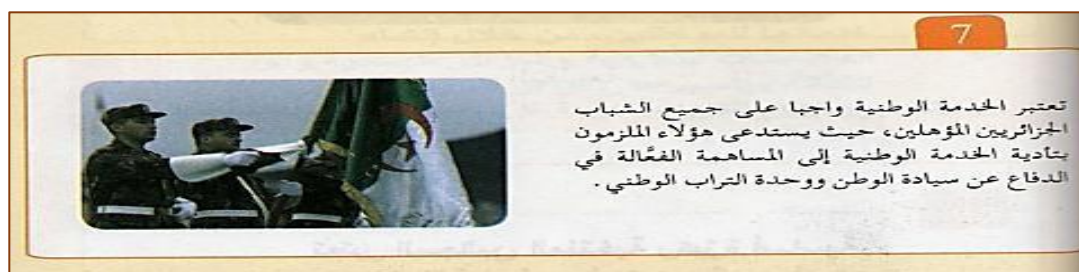 7
تعتبر الخدمة الوطنية واجبا على جميع الشباب
الجزائريين المؤهلين، حيث يستدعى هؤلاء الملزمون
بتأدية الخدمة الوطنية إلى المساهمة الفعَّالة في
الدفاع عن سيادة الوطن ووحدة التراب الوطني.